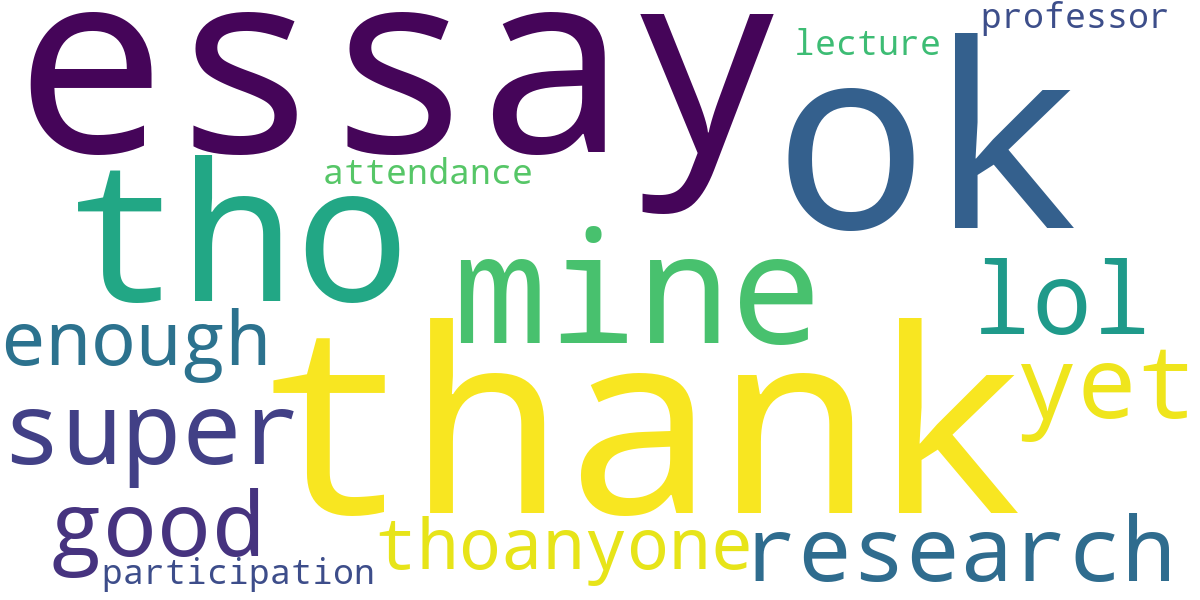 essay
professor
lecture
ok
tho
attendance
mine
lol
enough
thank
yet
super
good
thoanyone
research
participation